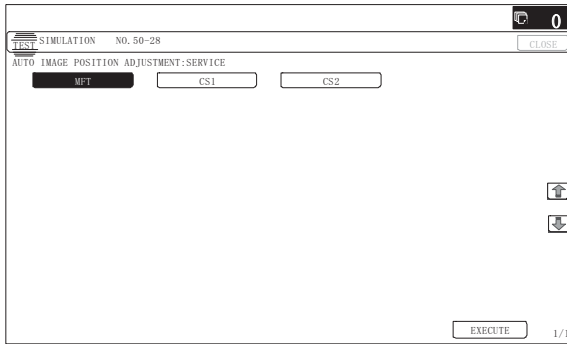 0
TEST SIMULATION NO. 50-28
CLOSE
AUTO IMAGE POSITION ADJUSTMENT:SERVICE
MFT CS1 CS2
EXECUTE
1/1